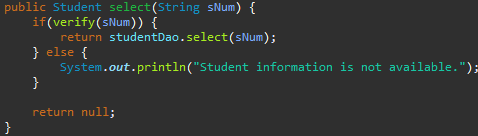 public Student select(String sNum) {
    if(verify(sNum)) {
        return studentDao.select(sNum);
    } else {
        System.out.println("Student information is not available.");
    }

    return null;
}